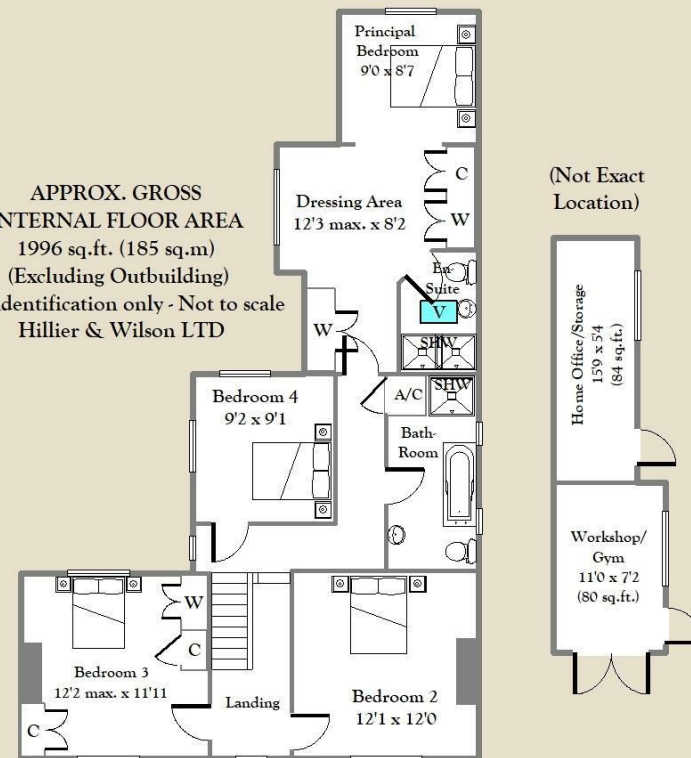 Principal
Bedroom
9'0 x 8'7
C
Dressing Area
12'3 max. x 8'2
W
En-
Suite
V
W
SHW
SHW
A/C
Bath-
Room
Bedroom 4
9'2 x 9'1
W
C
Bedroom 3
12'2 max. x 11'11
C
Landing
Bedroom 2
12'1 x 12'0
APPROX. GROSS
NTERNAL FLOOR AREA
1996 sq.ft. (185 sq.m)
(Excluding Outbuilding)
dentification only - Not to scale
Hillier & Wilson LTD
(Not Exact
Location)
Home Office/Storage
15'9 x 5'4
(84 sq.ft.)
Workshop/
Gym
11'0 x 7'2
(80 sq.ft.)